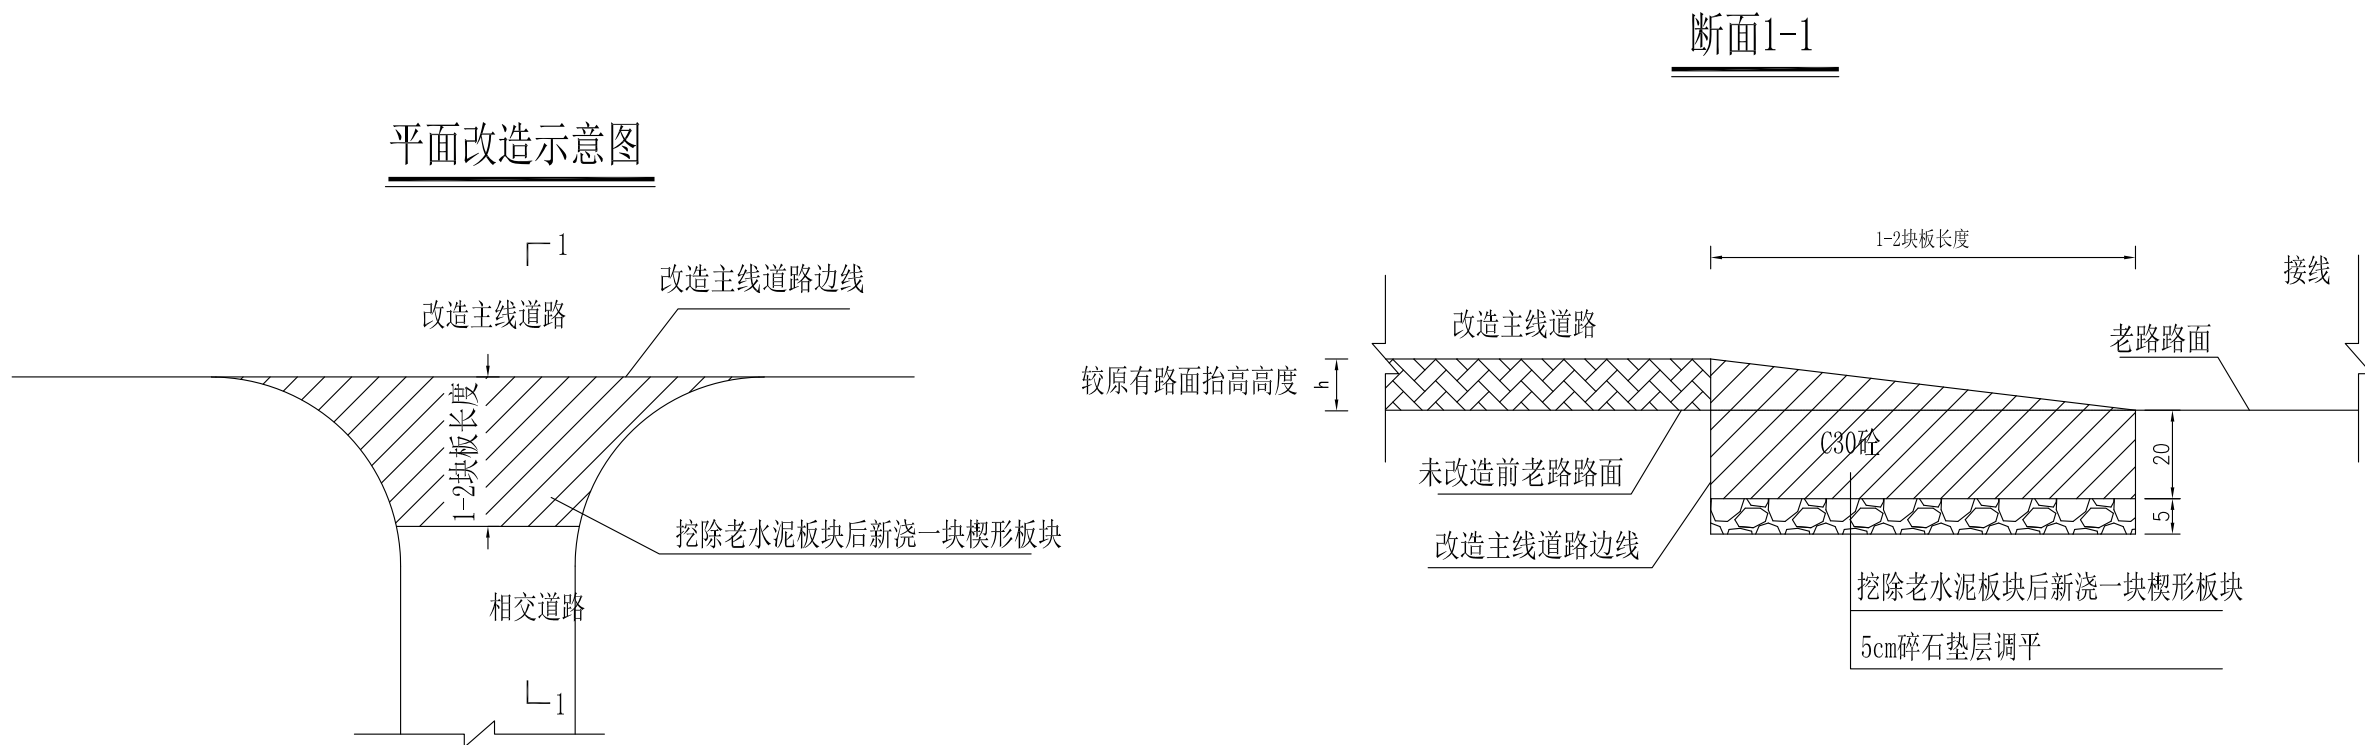 平面改造示意图
1
改造主线道路边线
改造主线道路
1-2块板长度
挖除老水泥板块后新浇一块楔形板块
相交道路
1
断面1-1
1-2块板长度
接线
改造主线道路
老路路面
较原有路面抬高高度
h
C30砼
20
未改造前老路路面
5
改造主线道路边线
挖除老水泥板块后新浇一块楔形板块
5cm碎石垫层调平